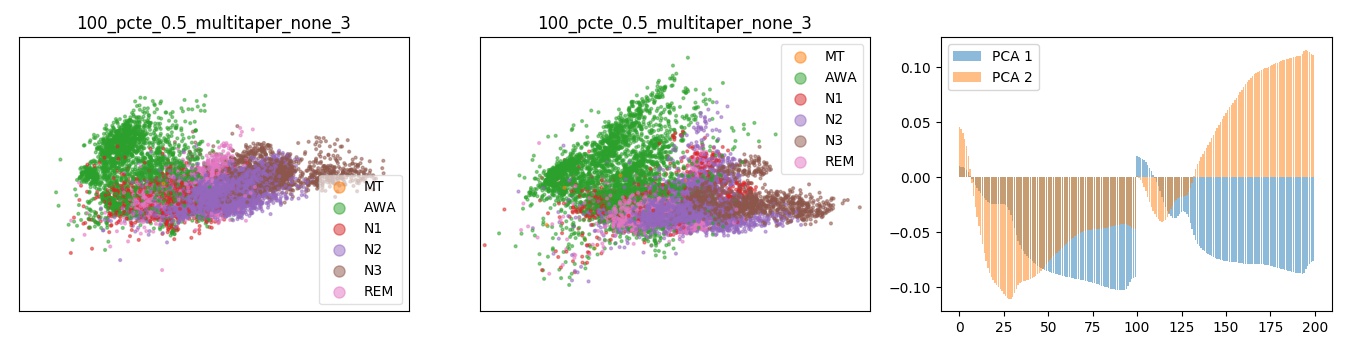 100_pcte_0.5_multitaper_none_3
MT
AWA
N1
N2
N3
REM
100_pcte_0.5_multitaper_none_3
MT
AWA
N1
N2
N3
REM
PCA 1
PCA 2
0.10
0.05
0.00
−0.05
−0.10
0 25 50 75 100 125 150 175 200